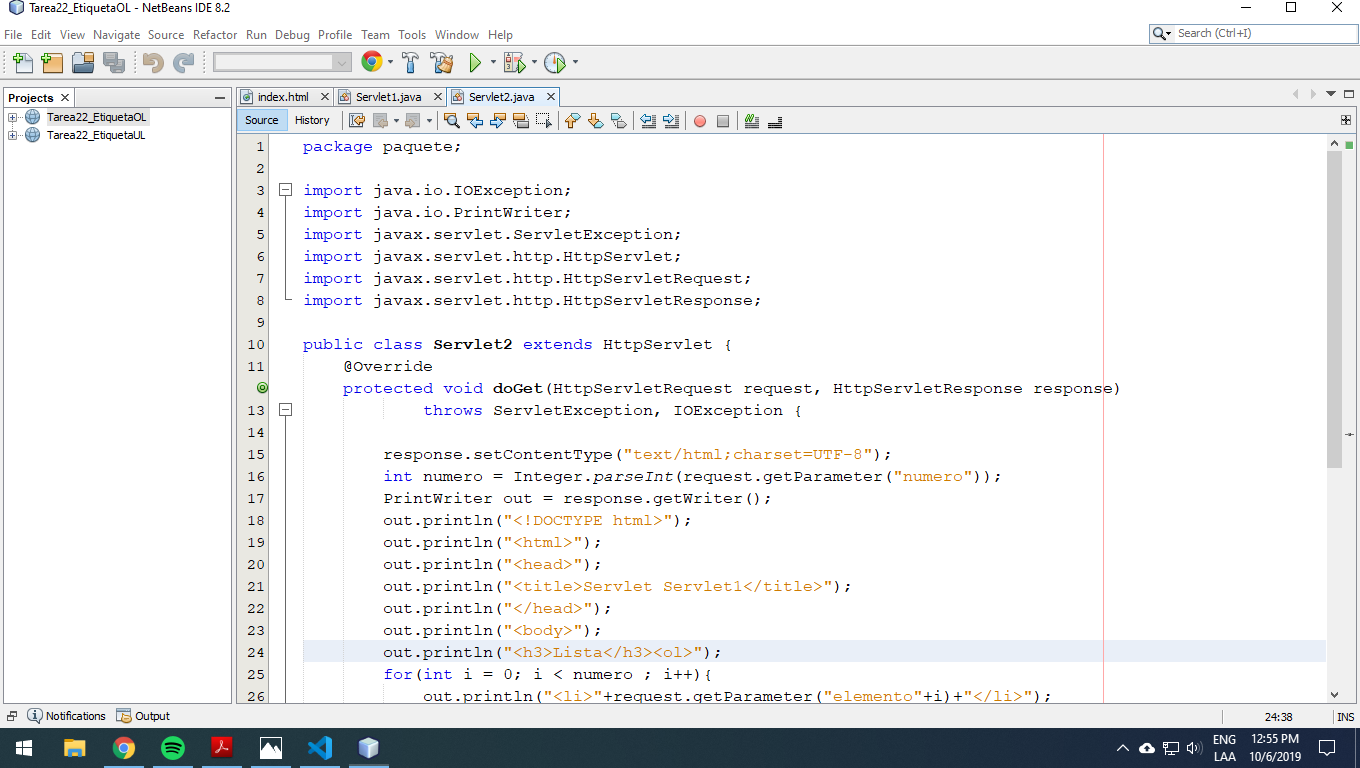 Tarea22_EtiquetaOL - NetBeans IDE 8.2
File Edit View Navigate Source Refactor Run Debug Profile Team Tools Window Help
Search (Ctrl+I)
Projects
Tarea22_EtiquetaOL
Tarea22_EtiquetaUL
index.html Servlet1.java Servlet2.java
Source History
1 package paquete;
2
3 import java.io.IOException;
4 import java.io.PrintWriter;
5 import javax.servlet.ServletException;
6 import javax.servlet.http.HttpServlet;
7 import javax.servlet.http.HttpServletRequest;
8 import javax.servlet.http.HttpServletResponse;
9
10 public class Servlet2 extends HttpServlet {
11 @Override
protected void doGet(HttpServletRequest request, HttpServletResponse response)
13 throws ServletException, IOException {
14
15 response.setContentType("text/html;charset=UTF-8");
16 int numero = Integer.parseInt(request.getParameter("numero"));
17 PrintWriter out = response.getWriter();
18 out.println("<!DOCTYPE html>");
19 out.println("<html>");
20 out.println("<head>");
21 out.println("<title>Servlet Servlet1</title>");
22 out.println("</head>");
23 out.println("<body>");
24 out.println("<h3>Lista</h3><ol>");
25 for(int i = 0; i < numero ; i++){
26 out.println("<li>"+request.getParameter("elemento"+i)+"</li>");
Notifications Output
24:38 INS
ENG 12:55 PM
LAA 10/6/2019